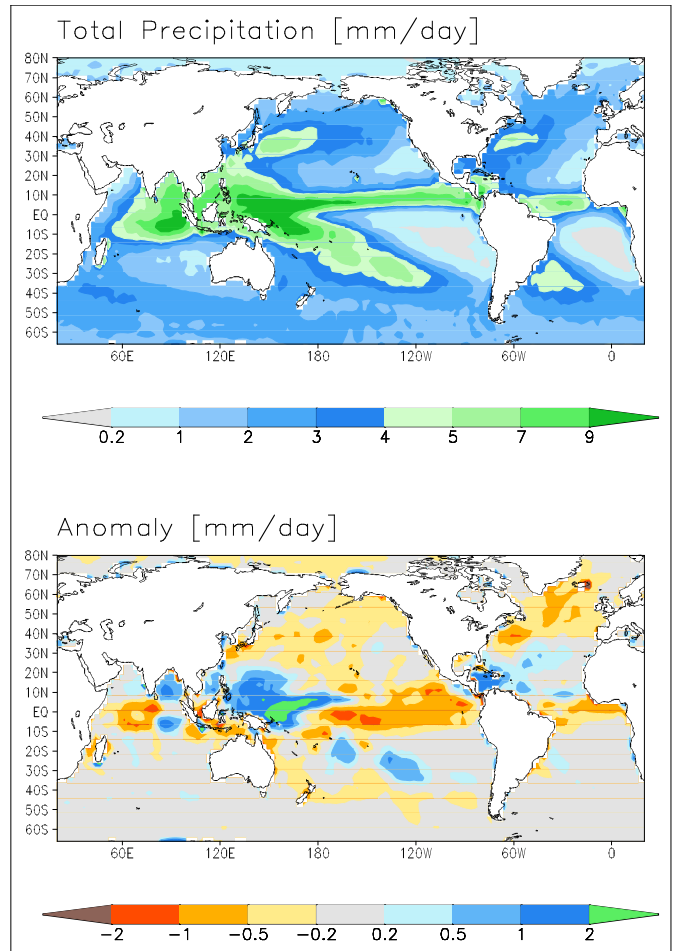 Total Precipitation [mm/day]
80N
70N
60N
50N
40N
30N
20N
10N
EQ
10S
20S
30S
40S
50S
60S
60E 120E 180 120W 60W 0
0.2 1 2 3 4 5 7 9
Anomaly [mm/day]
80N
70N
60N
50N
40N
30N
20N
10N
EQ
10S
20S
30S
40S
50S
60S
60E 120E 180 120W 60W 0
−2 −1 −0.5 −0.2 0.2 0.5 1 2